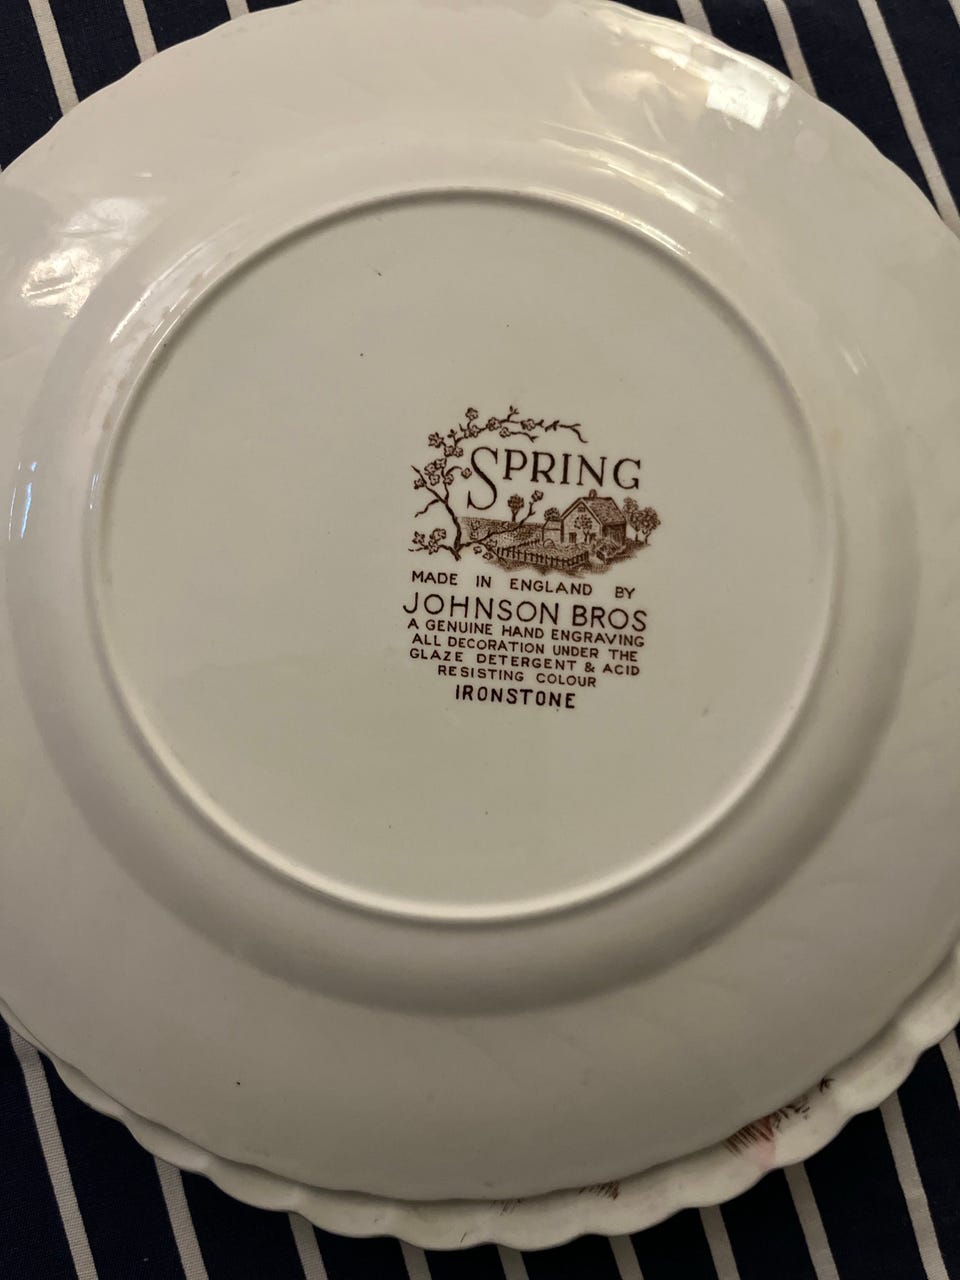 SPRING
MADE IN ENGLAND BY
JOHNSON BROS
A GENUINE HAND ENGRAVING
ALL DECORATION UNDER THE
GLAZE DETERGENT & ACID
RESISTING COLOUR
IRONSTONE